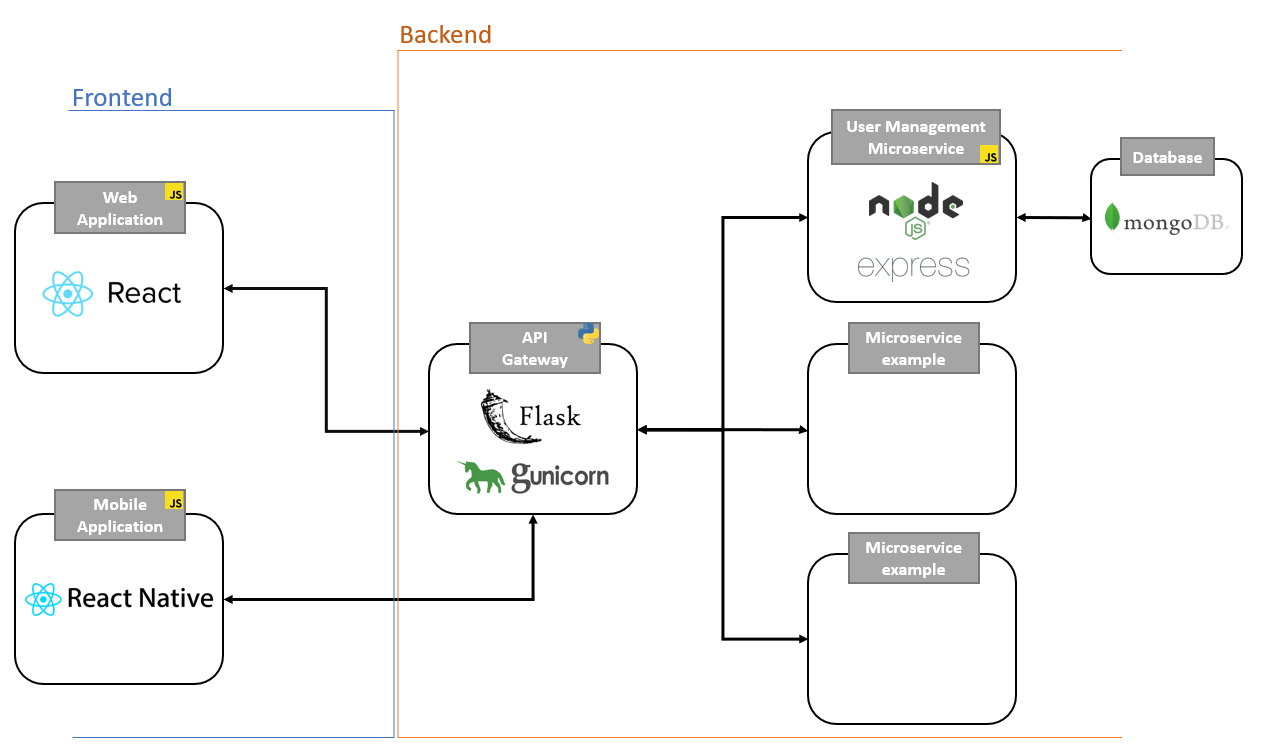 Backend
Frontend
User Management
Microservice
JS
node
JS
express
Database
mongoDB.
Web
Application
JS
React
API
Gateway
Flask
gunicorn
Microservice
example
Mobile
Application
JS
React Native
Microservice
example